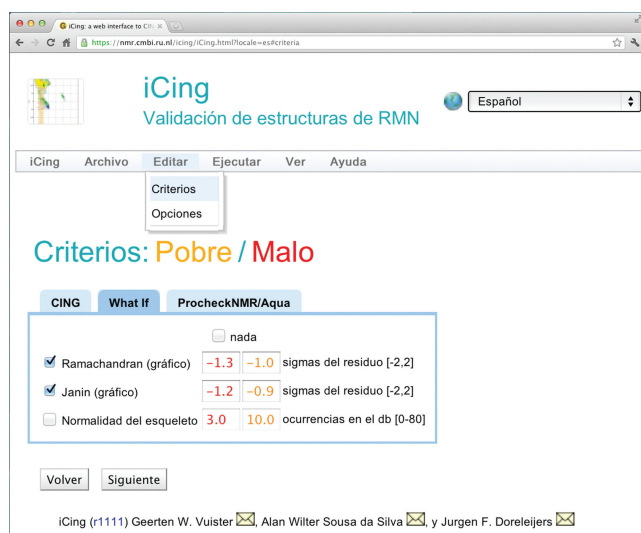 iCing: a web interface to CIN
https://nmr.cmbi.ru.nl/icing/iCing.html?locale=es#criteria
iCing
Validación de estructuras de RMN
Español
iCing Archivo Editar Ejecutar Ver Ayuda
Criterios
Opciones
Criterios: Pobre / Malo
CING What If ProcheckNMR/Aqua
nada
Ramachandran (gráfico) -1.3 -1.0 sigmas del residuo [-2,2]
Janin (gráfico) -1.2 -0.9 sigmas del residuo [-2,2]
Normalidad del esqueleto 3.0 10.0 ocurrencias en el db [0-80]
Volver Siguiente
iCing (r1111) Geerten W. Vuister, Alan Wilter Sousa da Silva, y Jurgen F. Doreleijers